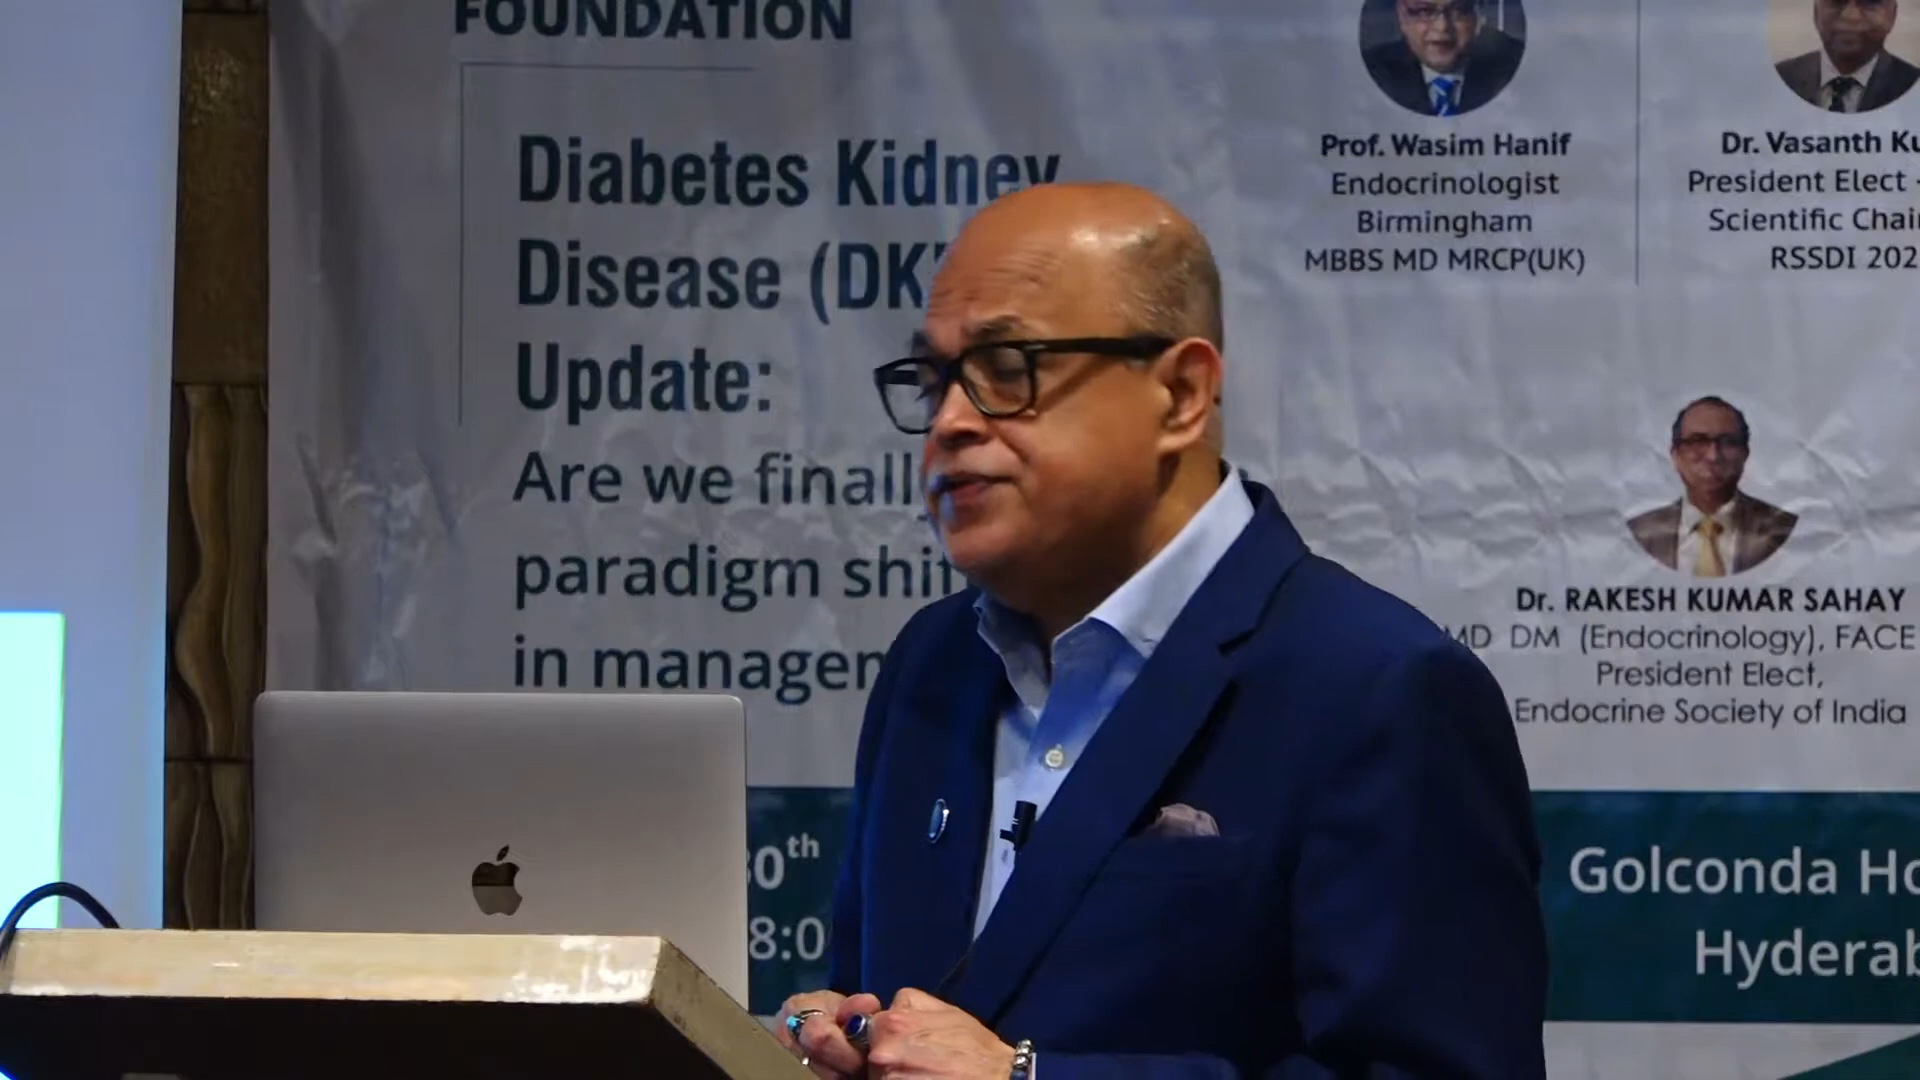 FOUNDATION
Diabetes Kidney
Disease (DK
Update:
Are we finall
paradigm shif
in managem
Prof. Wasim Hanif
Endocrinologist
Birmingham
MBBS MD MRCP(UK)
Dr. Vasanth Ku
President Elect -
Scientific Chai
RSSDI 202
Dr. RAKESH KUMAR SAHAY
MD DM (Endocrinology), FACE
President Elect,
Endocrine Society of India
30th
8:0
Golconda Ho
Hyderab